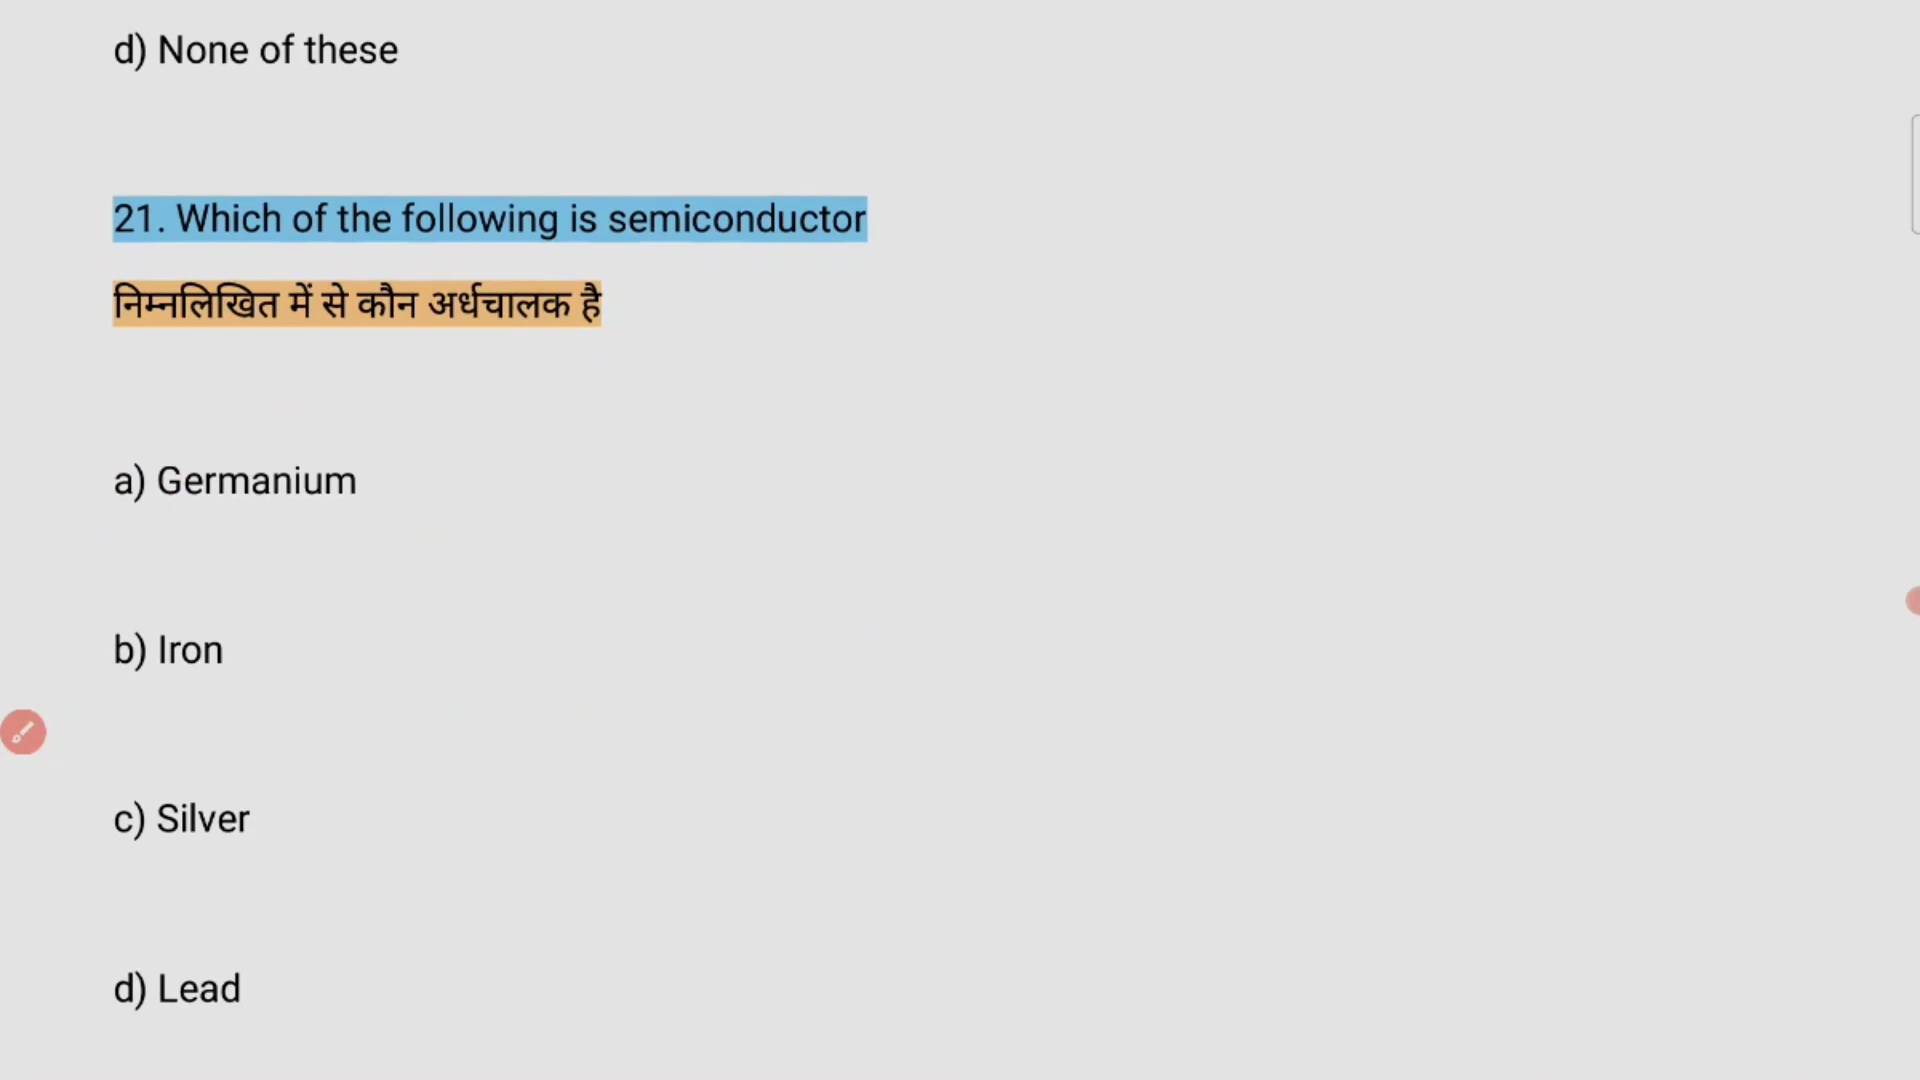 d) None of these
21. Which of the following is semiconductor
निम्नलिखित में से कौन अर्धचालक है
a) Germanium
b) Iron
c) Silver
d) Lead